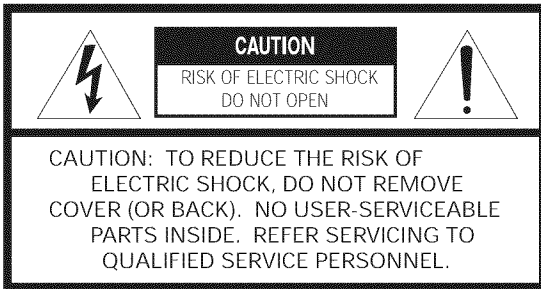 CAUTION
RISK OF ELECTRIC SHOCK
DO NOT OPEN
CAUTION: TO REDUCE THE RISK OF
ELECTRIC SHOCK, DO NOT REMOVE
COVER (OR BACK). NO USER-SERVICEABLE
PARTS INSIDE. REFER SERVICING TO
QUALIFIED SERVICE PERSONNEL.